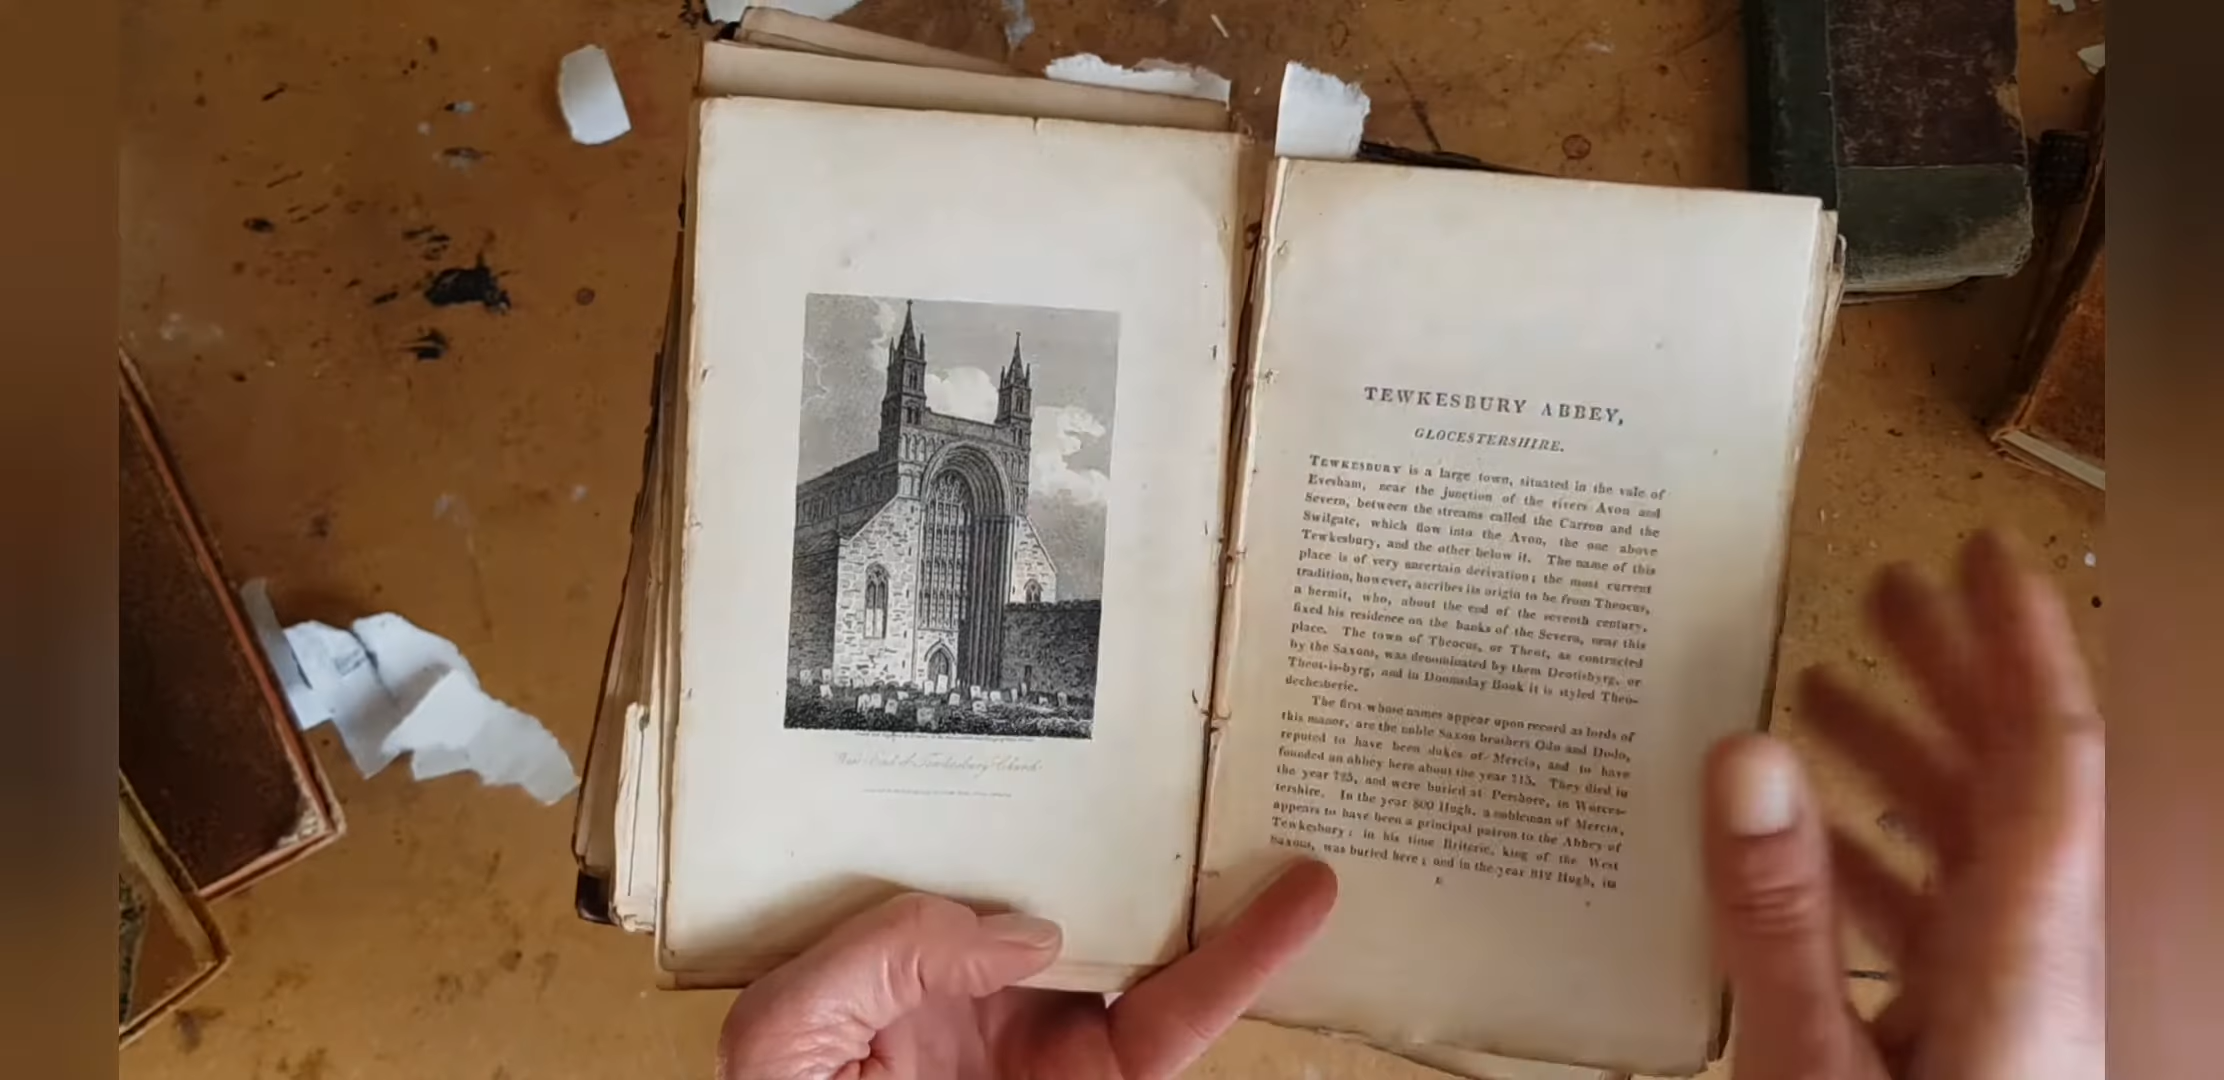 West End of Tewkesbury Church
TEWKESBURY ABBEY,
GLOCESTERSHIRE.
TEWKESBURY is a large town, situated in the vale of
Evesham, near the junction of the rivers Avon and
Severn, between the streams called the Carron and the
Swilgate, which flow into the Avon, the one above
Tewkesbury, and the other below it. The name of this
place is of very uncertain derivation; the most current
tradition, however, ascribes its origin to be from Theocus,
a hermit, who, about the end of the seventh century,
fixed his residence on the banks of the Severn, near this
place. The town of Theocus, or Theot, as contracted
by the Saxons, was denominated by them Deotisbyrg, or
Theot-is-byrg, and in Doomsday Book it is styled Theo-
dechesberie.
The first whose names appear upon record as lords of
this manor, are the noble Saxon brothers Odo and Dodo,
reputed to have been dukes of Mercia, and to have
founded an abbey here about the year 715. They died in
the year 725, and were buried at Pershore, in Worces-
tershire. In the year 800 Hugh, a nobleman of Mercia,
appears to have been a principal patron to the Abbey of
Tewkesbury; in his time Briteric, king of the West
Saxons, was buried here; and in the year 812 Hugh, in